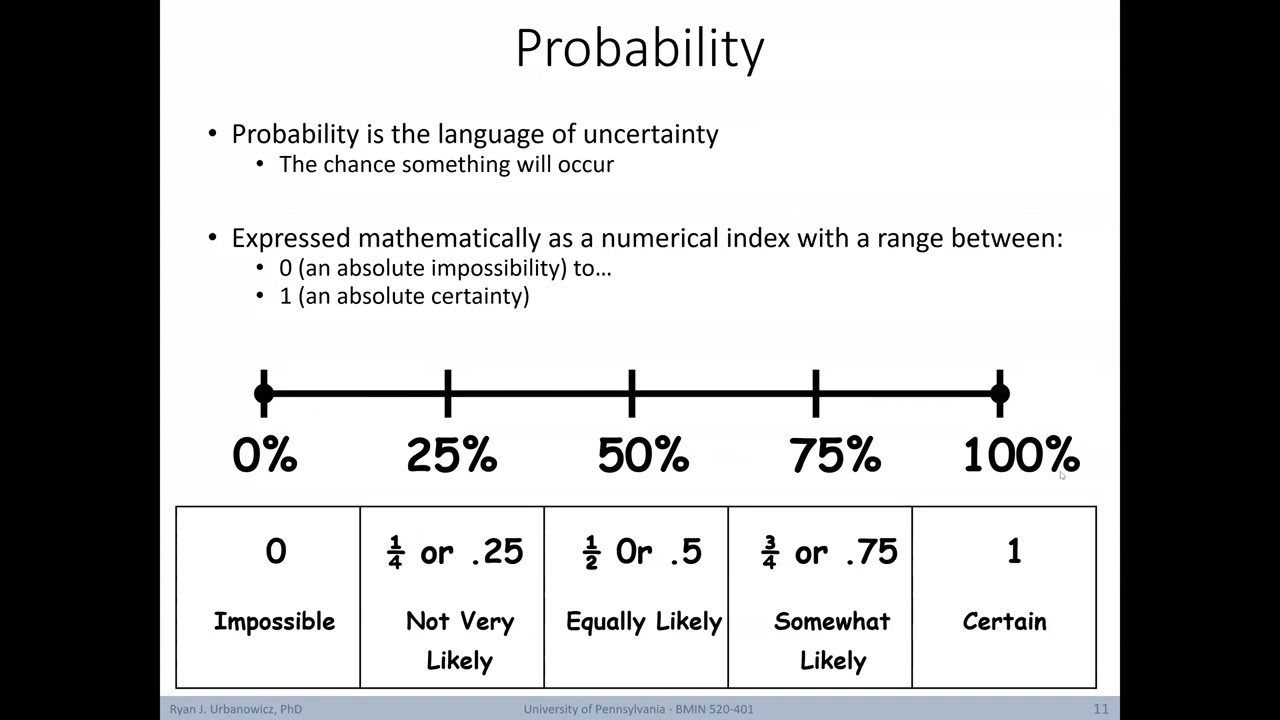 Probability
• Probability is the language of uncertainty
• The chance something will occur
• Expressed mathematically as a numerical index with a range between:
• 0 (an absolute impossibility) to…
• 1 (an absolute certainty)
0% 25% 50% 75% 100%
0 ¼ or .25 ½ Or .5 ¾ or .75 1
Impossible Not Very Equally Likely Somewhat Certain
Likely Likely
Ryan J. Urbanowicz, PhD University of Pennsylvania - BMIN 520-401 11